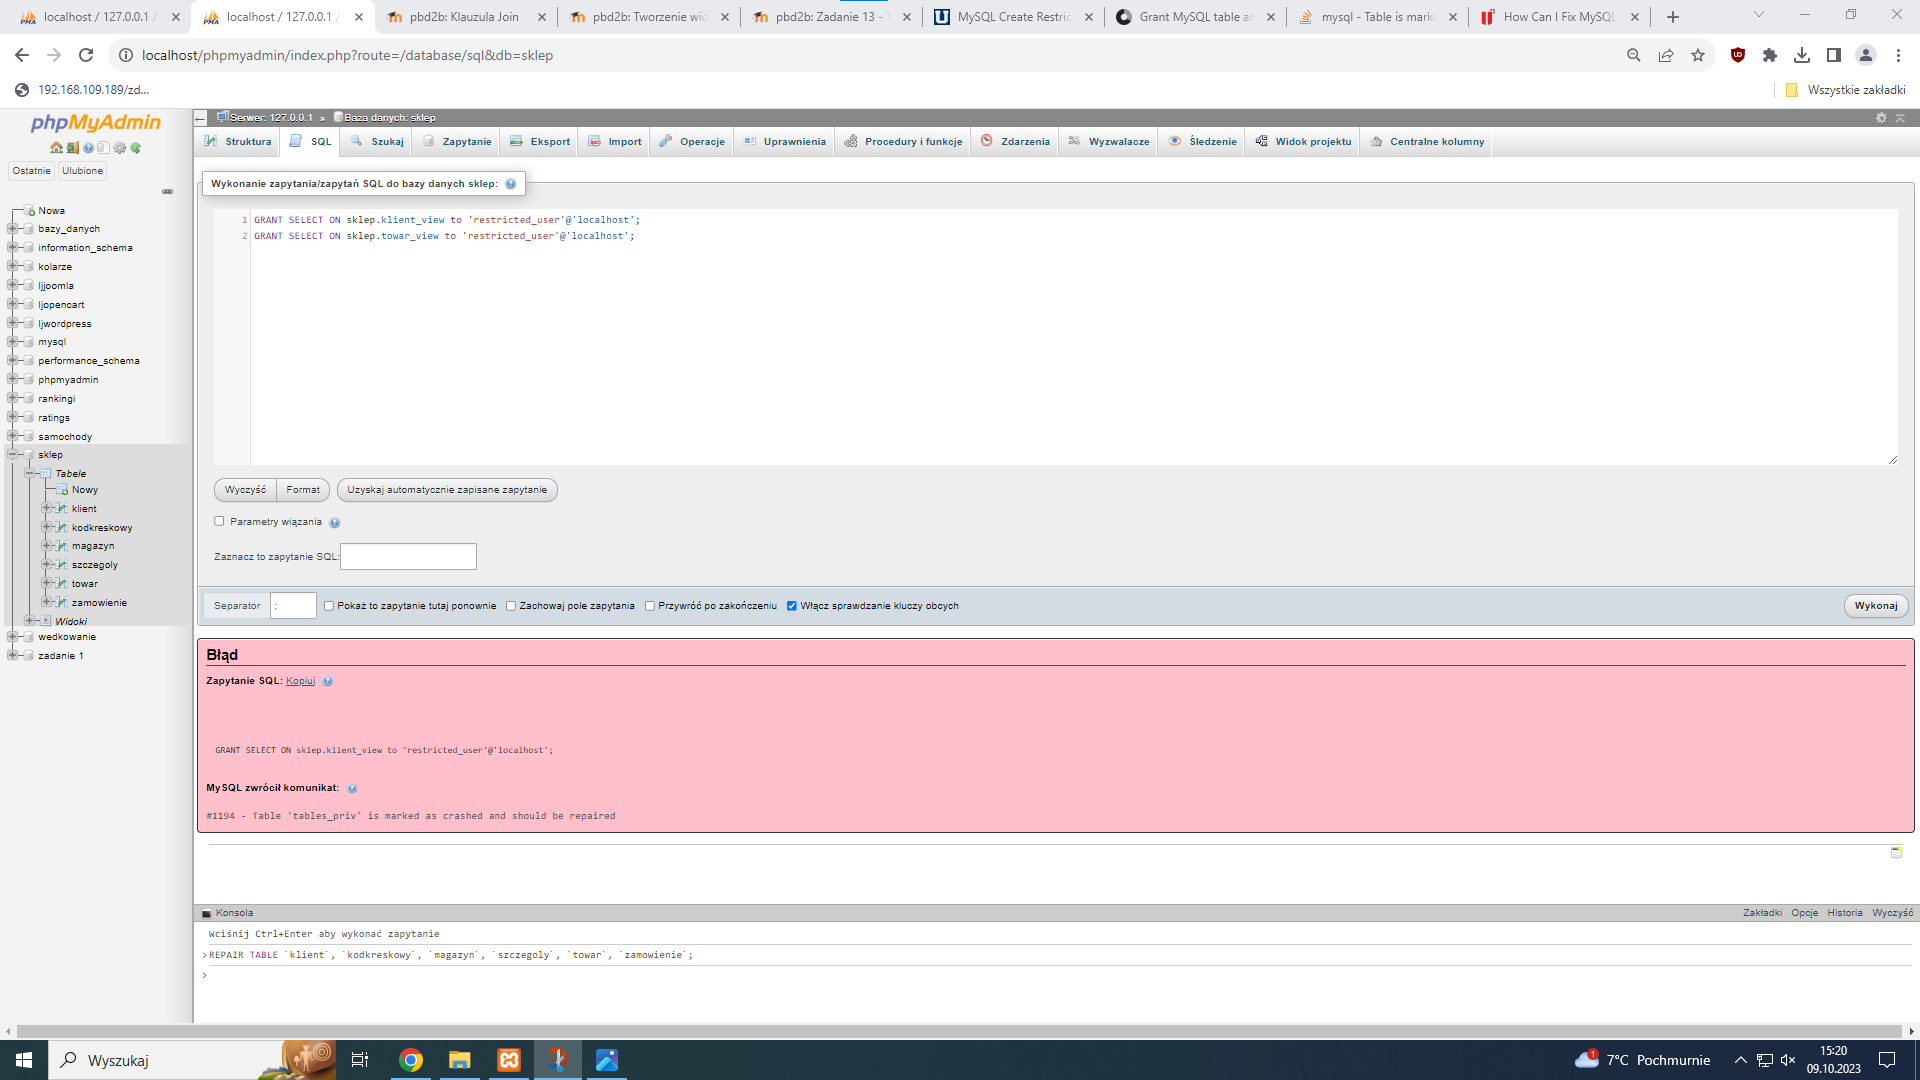 localhost / 127.0.0.1 /
localhost / 127.0.0.1 /
pbd2b: Klauzula Join
pbd2b: Tworzenie wid
pbd2b: Zadanie 13 - T
MySQL Create Restric
Grant MySQL table an
mysql - Table is mark
How Can I Fix MySQL
localhost/phpmyadmin/index.php?route=/database/sql&db=sklep
192.168.109.189/zd...
Wszystkie zakładki
phpMyAdmin
Ostatnie
Ulubione
Nowa
bazy_danych
information_schema
kolarze
ljjoomla
ljopencart
ljwordpress
mysql
performance_schema
phpmyadmin
rankingi
ratings
samochody
sklep
Tabele
Nowy
klient
kodkreskowy
magazyn
szczegoly
towar
zamowienie
Widoki
wedkowanie
zadanie 1
Serwer: 127.0.0.1 » Baza danych: sklep
Struktura
SQL
Szukaj
Zapytanie
Eksport
Import
Operacje
Uprawnienia
Procedury i funkcje
Zdarzenia
Wyzwalacze
Śledzenie
Widok projektu
Centralne kolumny
Wykonanie zapytania/zapytań SQL do bazy danych sklep:
1 GRANT SELECT ON sklep.klient_view to 'restricted_user'@'localhost';
2 GRANT SELECT ON sklep.towar_view to 'restricted_user'@'localhost';
Wyczyść
Format
Uzyskaj automatycznie zapisane zapytanie
Parametry wiązania
Zaznacz to zapytanie SQL:
Separator ;
Pokaż to zapytanie tutaj ponownie
Zachowaj pole zapytania
Przywróć po zakończeniu
Włącz sprawdzanie kluczy obcych
Wykonaj
Błąd
Zapytanie SQL: Kopiuj
GRANT SELECT ON sklep.klient_view to 'restricted_user'@'localhost';
MySQL zwrócił komunikat:
#1194 - Table 'tables_priv' is marked as crashed and should be repaired
Konsola
Zakładki Opcje Historia Wyczyść
Wciśnij Ctrl+Enter aby wykonać zapytanie
>REPAIR TABLE `klient`, `kodkreskowy`, `magazyn`, `szczegoly`, `towar`, `zamowienie`;
>
Wyszukaj
1
7°C Pochmurnie
15:20
09.10.2023